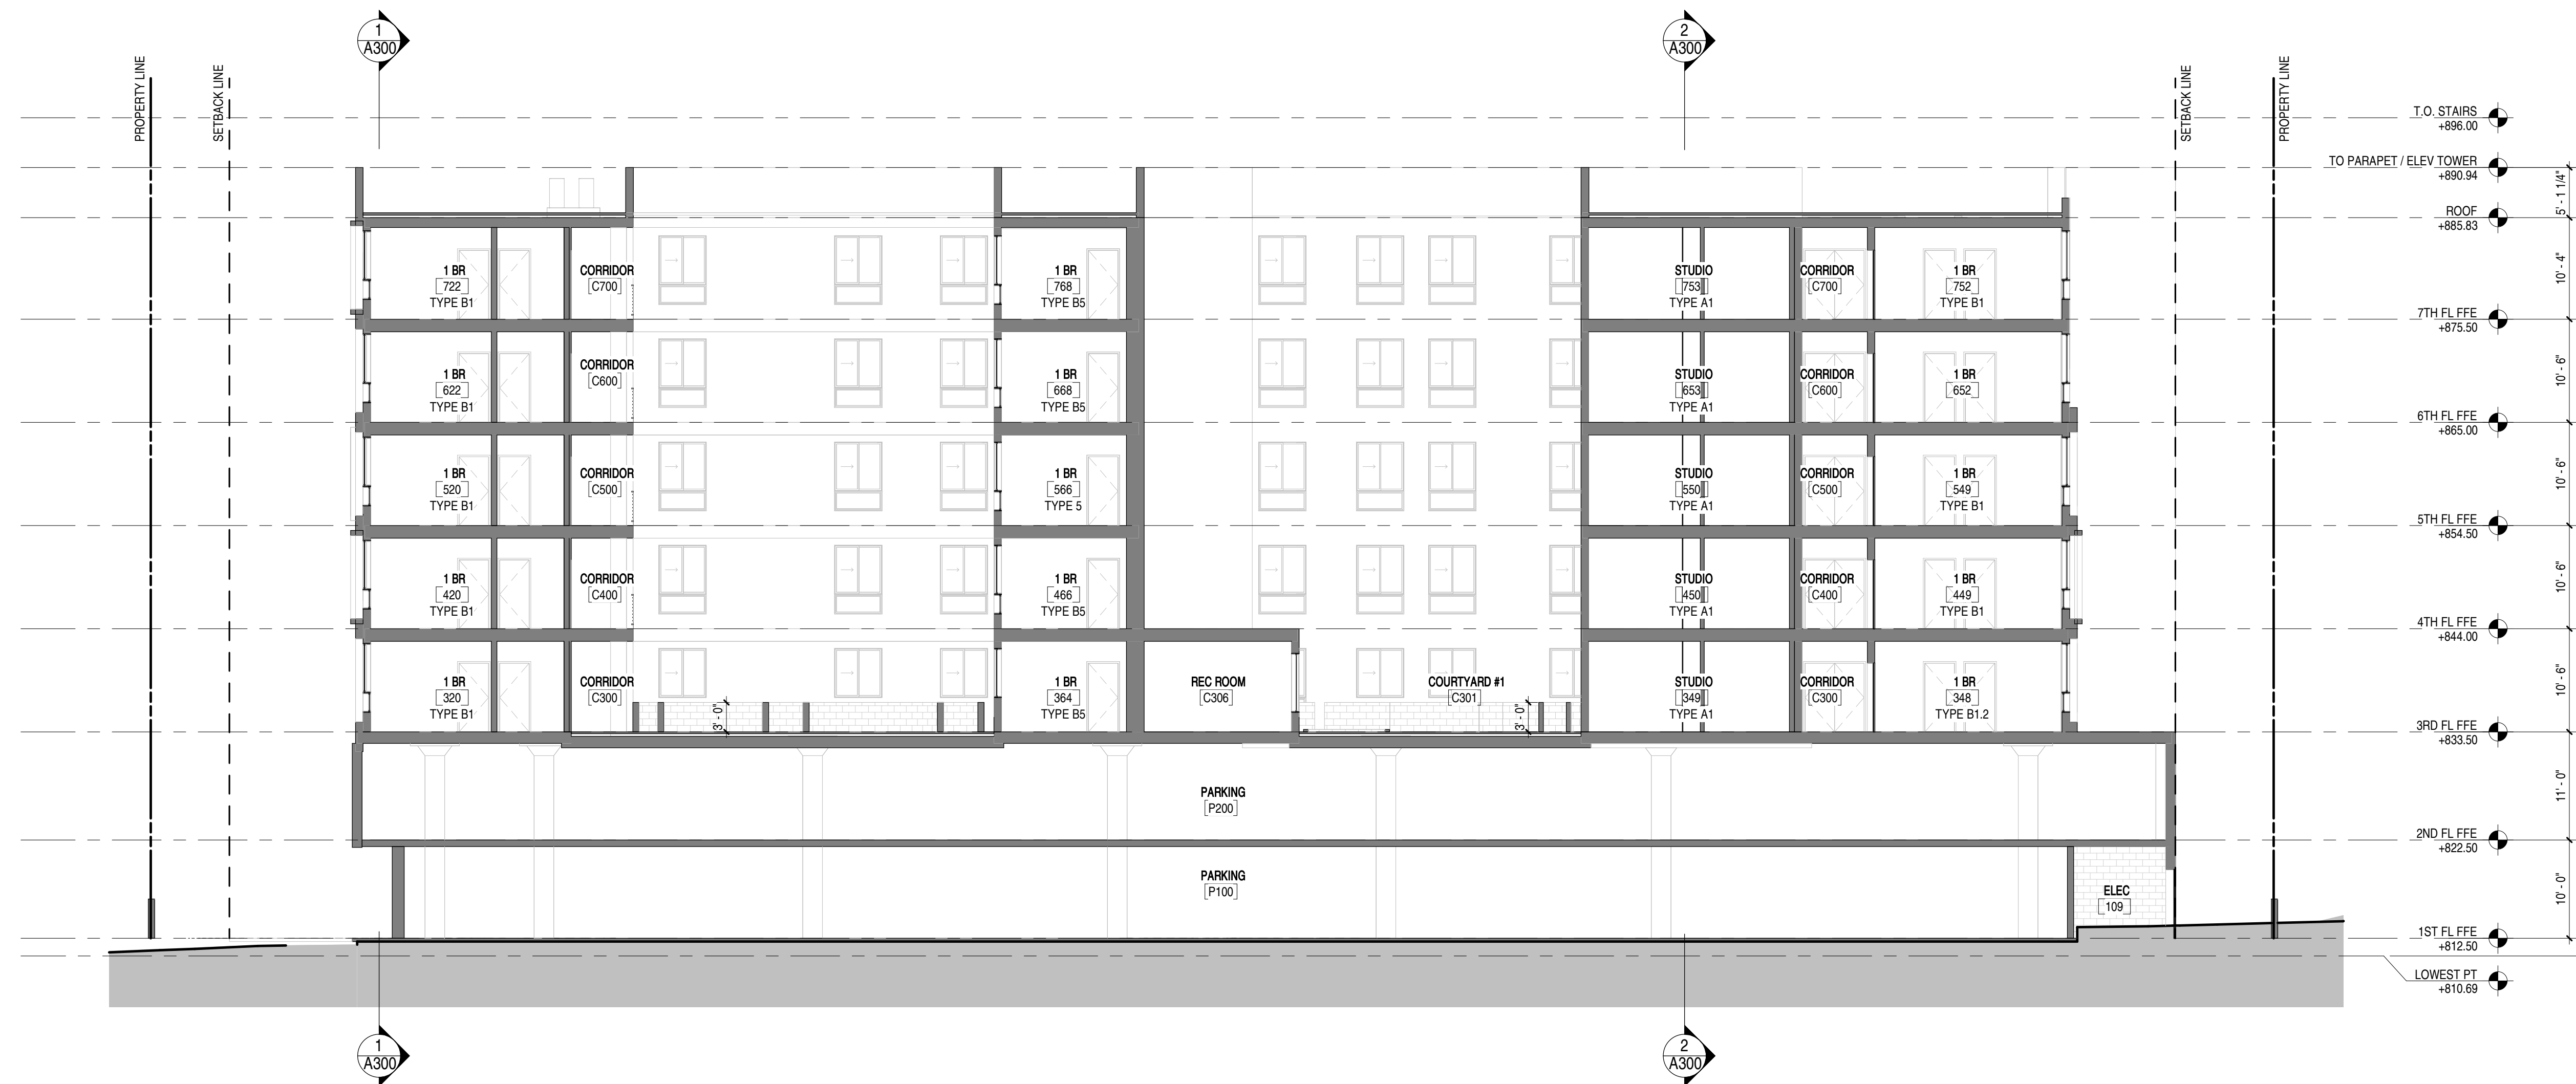 1
A300
2
A300
PROPERTY LINE
SETBACK LINE
SETBACK LINE
PROPERTY LINE
T.O. STAIRS
+896.00
TO PARAPET / ELEV TOWER
+890.94
5' - 1 1/4"
ROOF
+885.83
10' - 4"
1 BR
722
TYPE B1
CORRIDOR
C700
1 BR
768
TYPE B5
STUDIO
753
TYPE A1
CORRIDOR
C700
1 BR
752
TYPE B1
7TH FL FFE
+875.50
10' - 6"
1 BR
622
TYPE B1
CORRIDOR
C600
1 BR
668
TYPE B5
STUDIO
653
TYPE A1
CORRIDOR
C600
1 BR
652
6TH FL FFE
+865.00
10' - 6"
1 BR
520
TYPE B1
CORRIDOR
C500
1 BR
566
TYPE 5
STUDIO
550
TYPE A1
CORRIDOR
C500
1 BR
549
TYPE B1
5TH FL FFE
+854.50
10' - 6"
1 BR
420
TYPE B1
CORRIDOR
C400
1 BR
466
TYPE B5
STUDIO
450
TYPE A1
CORRIDOR
C400
1 BR
449
TYPE B1
4TH FL FFE
+844.00
10' - 6"
1 BR
320
TYPE B1
CORRIDOR
C300
3' - 0"
1 BR
364
TYPE B5
REC ROOM
C306
COURTYARD #1
C301
3' - 0"
STUDIO
349
TYPE A1
CORRIDOR
C300
1 BR
348
TYPE B1.2
3RD FL FFE
+833.50
11' - 0"
PARKING
P200
2ND FL FFE
+822.50
10' - 0"
PARKING
P100
ELEC
109
1ST FL FFE
+812.50
LOWEST PT
+810.69
1
A300
2
A300